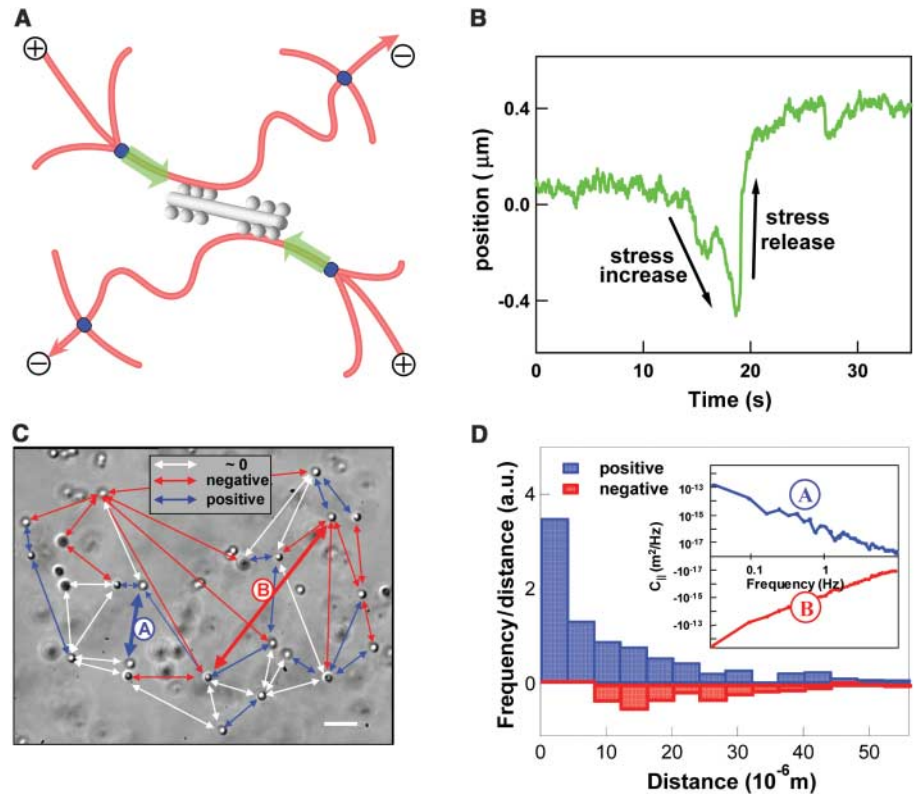 A
⊕
⊖
⊖
⊕
B
position ( μm)
0.4
0.0
-0.4
stress
increase
stress
release
0
10
20
30
Time (s)
C
~ 0
negative
positive
A
B
D
Frequency/distance (a.u.)
4
2
0
positive
negative
C|| (m²/Hz)
10⁻¹³
10⁻¹⁵
10⁻¹⁷
-10⁻¹⁷
-10⁻¹⁵
-10⁻¹³
A
0.1
1
Frequency (Hz)
B
0
10
20
30
40
50
Distance (10⁻⁶m)